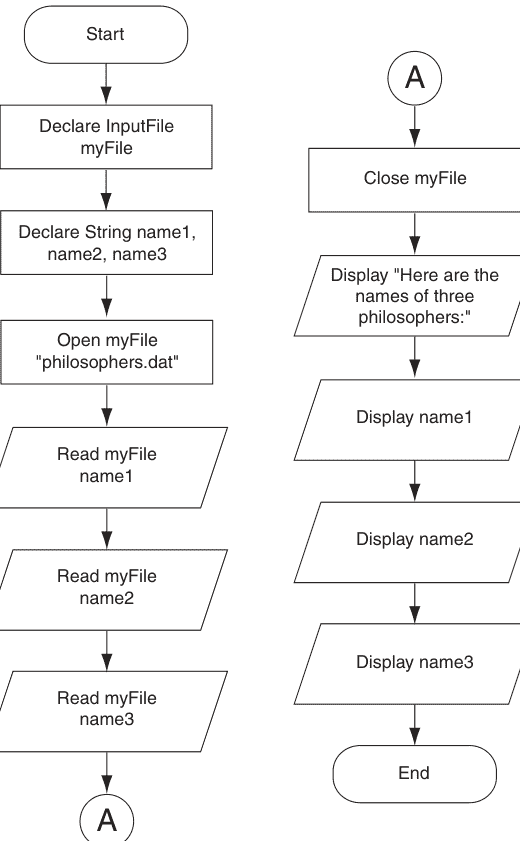 Start
Declare InputFile
myFile
Declare String name1,
name2, name3
Open myFile
"philosophers.dat"
Read myFile
name1
Read myFile
name2
Read myFile
name3
A
A
Close myFile
Display "Here are the
names of three
philosophers:"
Display name1
Display name2
Display name3
End